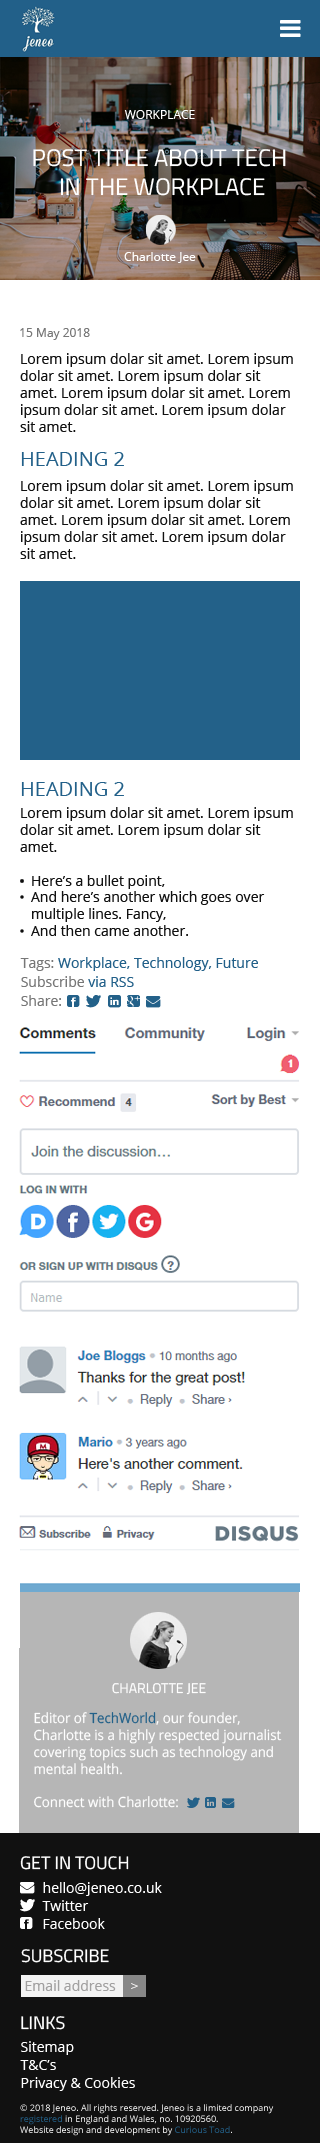 jeneo
WORKPLACE
POST TITLE ABOUT TECH
IN THE WORKPLACE
Charlotte Jee
15 May 2018
Lorem ipsum dolar sit amet. Lorem ipsum
dolar sit amet. Lorem ipsum dolar sit
amet. Lorem ipsum dolar sit amet. Lorem
ipsum dolar sit amet. Lorem ipsum dolar
sit amet.
HEADING 2
Lorem ipsum dolar sit amet. Lorem ipsum
dolar sit amet. Lorem ipsum dolar sit
amet. Lorem ipsum dolar sit amet. Lorem
ipsum dolar sit amet. Lorem ipsum dolar
sit amet.
HEADING 2
Lorem ipsum dolar sit amet. Lorem ipsum
dolar sit amet. Lorem ipsum dolar sit
amet.
• Here's a bullet point,
• And here's another which goes over
multiple lines. Fancy,
• And then came another.
Tags: Workplace, Technology, Future
Subscribe via RSS
Share:
Comments Community Login
1
Recommend 4 Sort by Best
Join the discussion...
LOG IN WITH
D f G
OR SIGN UP WITH DISQUS ?
Name
Joe Bloggs • 10 months ago
Thanks for the great post!
• Reply • Share ›
Mario • 3 years ago
Here's another comment.
• Reply • Share ›
Subscribe Privacy DISQUS
CHARLOTTE JEE
Editor of TechWorld, our founder,
Charlotte is a highly respected journalist
covering topics such as technology and
mental health.
Connect with Charlotte:
GET IN TOUCH
hello@jeneo.co.uk
Twitter
Facebook
SUBSCRIBE
Email address >
LINKS
Sitemap
T&C's
Privacy & Cookies
© 2018 Jeneo. All rights reserved. Jeneo is a limited company
registered in England and Wales, no. 10920560.
Website design and development by Curious Toad.